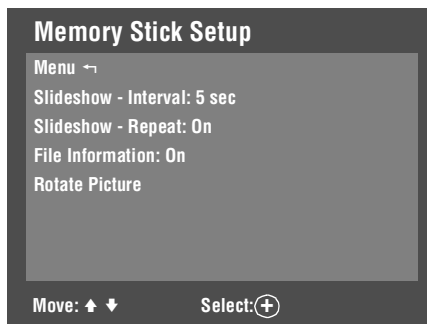 Memory Stick Setup
Menu ↰
Slideshow - Interval: 5 sec
Slideshow - Repeat: On
File Information: On
Rotate Picture
Move: ↑ ↓ Select: ⊕